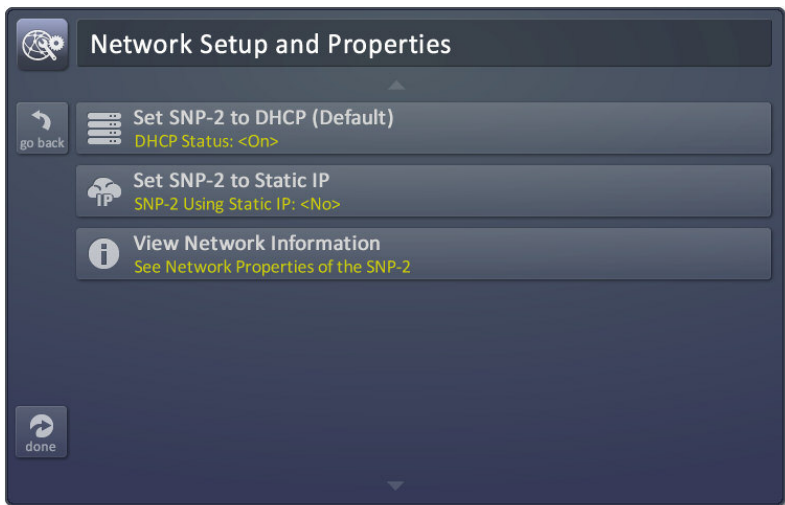 Network Setup and Properties
go back
Set SNP-2 to DHCP (Default)
DHCP Status: <On>
IP
Set SNP-2 to Static IP
SNP-2 Using Static IP: <No>
View Network Information
See Network Properties of the SNP-2
done